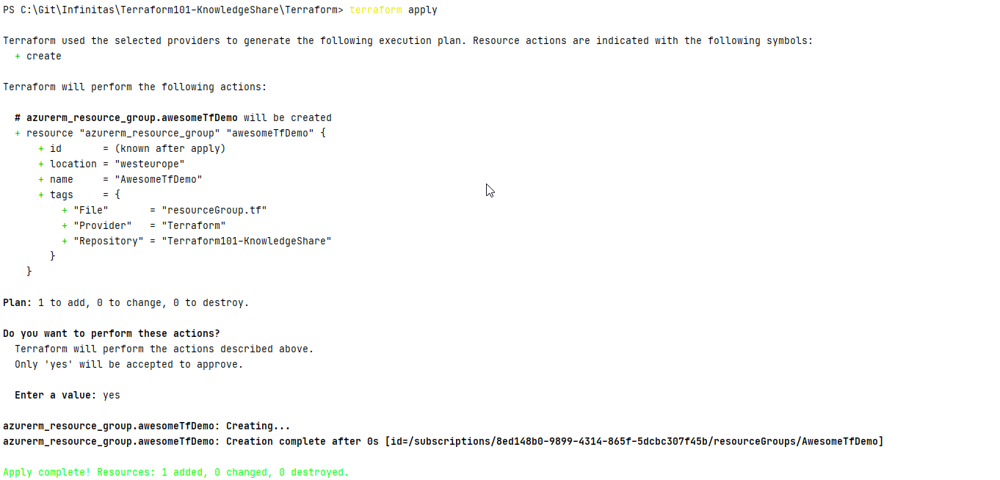 PS C:\Git\Infinitas\Terraform101-KnowledgeShare\Terraform> terraform apply
Terraform used the selected providers to generate the following execution plan. Resource actions are indicated with the following symbols:
  + create
Terraform will perform the following actions:
  # azurerm_resource_group.awesomeTfDemo will be created
  + resource "azurerm_resource_group" "awesomeTfDemo" {
      + id       = (known after apply)
      + location = "westeurope"
      + name     = "AwesomeTfDemo"
      + tags     = {
          + "File"       = "resourceGroup.tf"
          + "Provider"   = "Terraform"
          + "Repository" = "Terraform101-KnowledgeShare"
        }
    }
Plan: 1 to add, 0 to change, 0 to destroy.
Do you want to perform these actions?
  Terraform will perform the actions described above.
  Only 'yes' will be accepted to approve.
  Enter a value: yes
azurerm_resource_group.awesomeTfDemo: Creating...
azurerm_resource_group.awesomeTfDemo: Creation complete after 0s [id=/subscriptions/8ed148b0-9899-4314-865f-5dcbc307f45b/resourceGroups/AwesomeTfDemo]
Apply complete! Resources: 1 added, 0 changed, 0 destroyed.